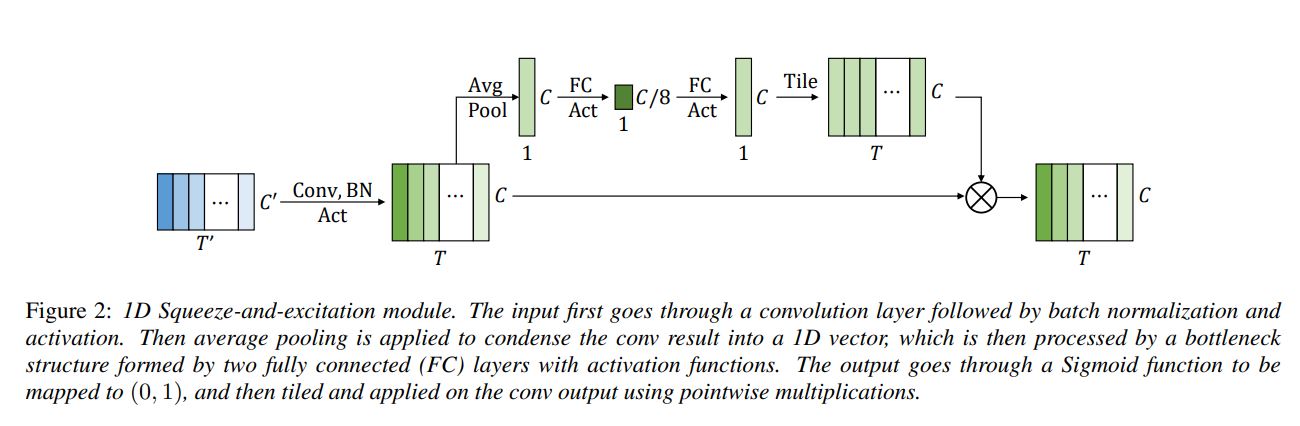 Avg
Pool
C
FC
Act
C/8
1
FC
Act
C
Tile
...
C
1
1
T
...
C′
T′
Conv, BN
Act
...
C
T
...
C
T
Figure 2: 1D Squeeze-and-excitation module. The input first goes through a convolution layer followed by batch normalization and
activation. Then average pooling is applied to condense the conv result into a 1D vector, which is then processed by a bottleneck
structure formed by two fully connected (FC) layers with activation functions. The output goes through a Sigmoid function to be
mapped to (0, 1), and then tiled and applied on the conv output using pointwise multiplications.